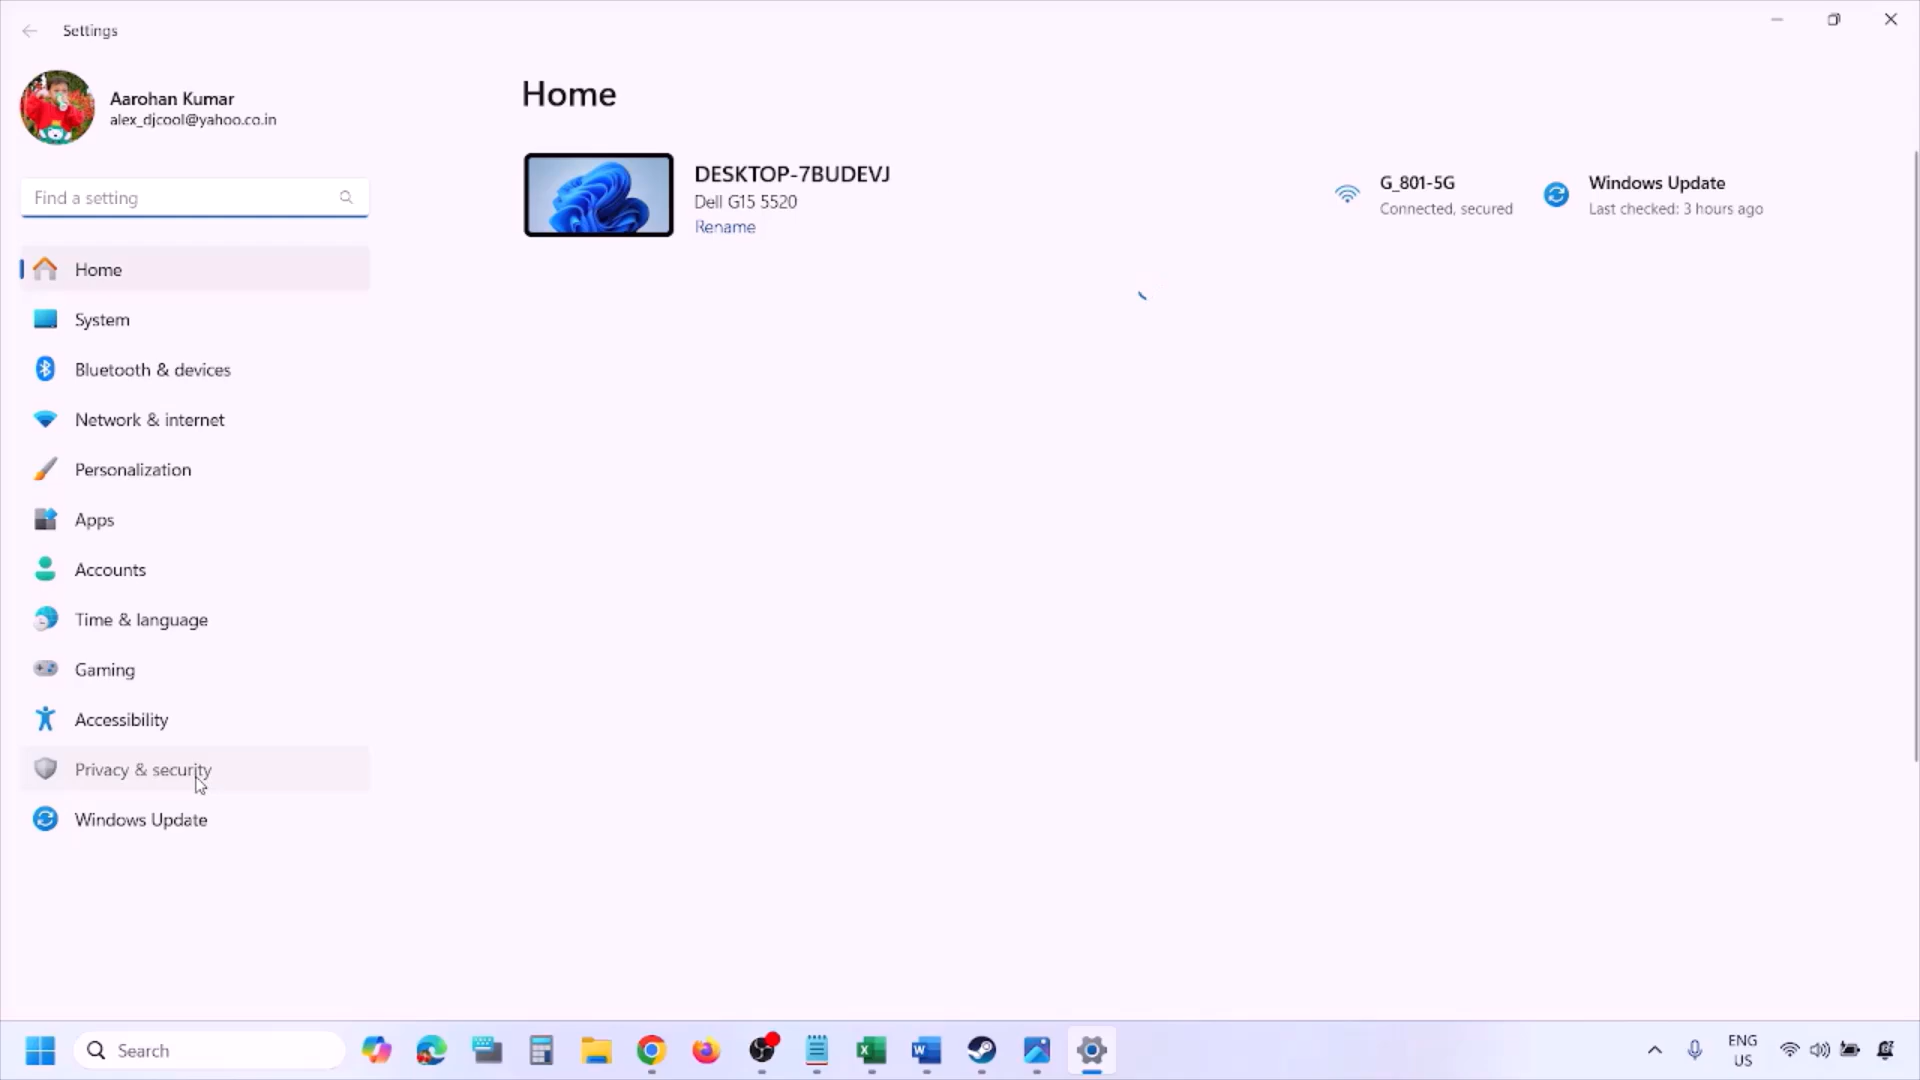 Settings
Aarohan Kumar
alex_djcool@yahoo.co.in
Find a setting
Home
System
Bluetooth & devices
Network & internet
Personalization
Apps
Accounts
Time & language
Gaming
Accessibility
Privacy & security
Windows Update
Home
DESKTOP-7BUDEVJ
Dell G15 5520
Rename
G_801-5G
Connected, secured
Windows Update
Last checked: 3 hours ago
Search
ENG
US